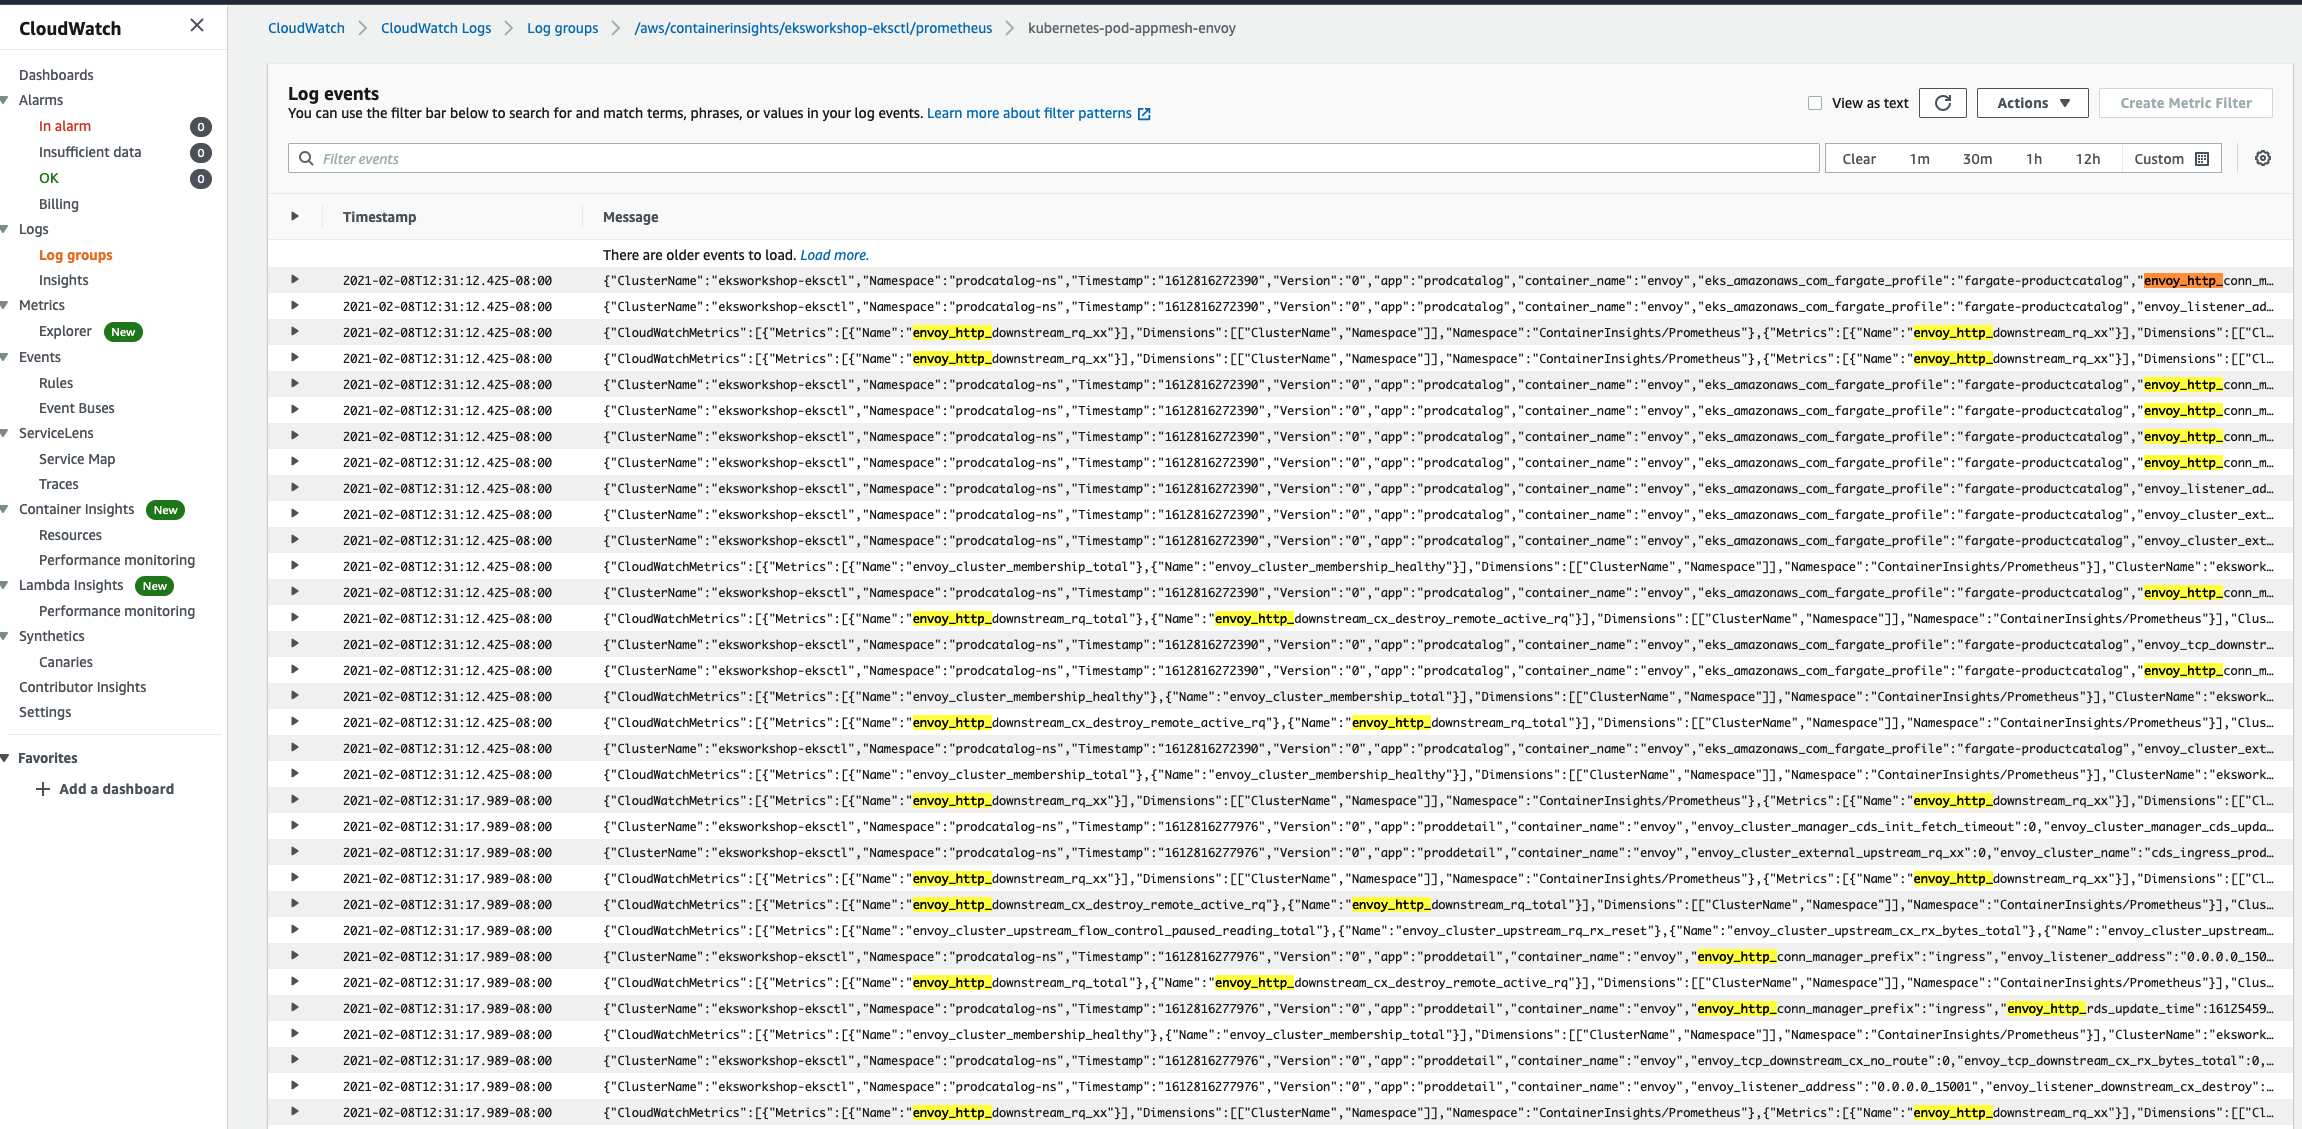 CloudWatch
CloudWatch
CloudWatch Logs
Log groups
/aws/containerinsights/eksworkshop-eksctl/prometheus
kubernetes-pod-appmesh-envoy
Dashboards
Alarms
In alarm 0
Insufficient data 0
OK 0
Billing
Logs
Log groups
Insights
Metrics
Explorer New
Events
Rules
Event Buses
ServiceLens
Service Map
Traces
Container Insights New
Resources
Performance monitoring
Lambda Insights New
Performance monitoring
Synthetics
Canaries
Contributor Insights
Settings
Favorites
Add a dashboard
Log events
You can use the filter bar below to search for and match terms, phrases, or values in your log events. Learn more about filter patterns
View as text
Actions
Create Metric Filter
Filter events
Clear 1m 30m 1h 12h Custom
Timestamp Message
There are older events to load. Load more.
2021-02-08T12:31:12.425-08:00 {"ClusterName":"eksworkshop-eksctl","Namespace":"prodcatalog-ns","Timestamp":"1612816272390","Version":"0","app":"prodcatalog","container_name":"envoy","eks_amazonaws_com_fargate_profile":"fargate-productcatalog","envoy_http_conn_m…
2021-02-08T12:31:12.425-08:00 {"ClusterName":"eksworkshop-eksctl","Namespace":"prodcatalog-ns","Timestamp":"1612816272390","Version":"0","app":"prodcatalog","container_name":"envoy","eks_amazonaws_com_fargate_profile":"fargate-productcatalog","envoy_listener_ad…
2021-02-08T12:31:12.425-08:00 {"CloudWatchMetrics":[{"Metrics":[{"Name":"envoy_http_downstream_rq_xx"}],"Dimensions":[["ClusterName","Namespace"]],"Namespace":"ContainerInsights/Prometheus"},{"Metrics":[{"Name":"envoy_http_downstream_rq_xx"}],"Dimensions":[["Cl…
2021-02-08T12:31:12.425-08:00 {"CloudWatchMetrics":[{"Metrics":[{"Name":"envoy_http_downstream_rq_xx"}],"Dimensions":[["ClusterName","Namespace"]],"Namespace":"ContainerInsights/Prometheus"},{"Metrics":[{"Name":"envoy_http_downstream_rq_xx"}],"Dimensions":[["Cl…
2021-02-08T12:31:12.425-08:00 {"ClusterName":"eksworkshop-eksctl","Namespace":"prodcatalog-ns","Timestamp":"1612816272390","Version":"0","app":"prodcatalog","container_name":"envoy","eks_amazonaws_com_fargate_profile":"fargate-productcatalog","envoy_http_conn_m…
2021-02-08T12:31:12.425-08:00 {"ClusterName":"eksworkshop-eksctl","Namespace":"prodcatalog-ns","Timestamp":"1612816272390","Version":"0","app":"prodcatalog","container_name":"envoy","eks_amazonaws_com_fargate_profile":"fargate-productcatalog","envoy_http_conn_m…
2021-02-08T12:31:12.425-08:00 {"ClusterName":"eksworkshop-eksctl","Namespace":"prodcatalog-ns","Timestamp":"1612816272390","Version":"0","app":"prodcatalog","container_name":"envoy","eks_amazonaws_com_fargate_profile":"fargate-productcatalog","envoy_http_conn_m…
2021-02-08T12:31:12.425-08:00 {"ClusterName":"eksworkshop-eksctl","Namespace":"prodcatalog-ns","Timestamp":"1612816272390","Version":"0","app":"prodcatalog","container_name":"envoy","eks_amazonaws_com_fargate_profile":"fargate-productcatalog","envoy_http_conn_m…
2021-02-08T12:31:12.425-08:00 {"ClusterName":"eksworkshop-eksctl","Namespace":"prodcatalog-ns","Timestamp":"1612816272390","Version":"0","app":"prodcatalog","container_name":"envoy","eks_amazonaws_com_fargate_profile":"fargate-productcatalog","envoy_listener_ad…
2021-02-08T12:31:12.425-08:00 {"ClusterName":"eksworkshop-eksctl","Namespace":"prodcatalog-ns","Timestamp":"1612816272390","Version":"0","app":"prodcatalog","container_name":"envoy","eks_amazonaws_com_fargate_profile":"fargate-productcatalog","envoy_cluster_ext…
2021-02-08T12:31:12.425-08:00 {"ClusterName":"eksworkshop-eksctl","Namespace":"prodcatalog-ns","Timestamp":"1612816272390","Version":"0","app":"prodcatalog","container_name":"envoy","eks_amazonaws_com_fargate_profile":"fargate-productcatalog","envoy_cluster_ext…
2021-02-08T12:31:12.425-08:00 {"CloudWatchMetrics":[{"Metrics":[{"Name":"envoy_cluster_membership_total"},{"Name":"envoy_cluster_membership_healthy"}],"Dimensions":[["ClusterName","Namespace"]],"Namespace":"ContainerInsights/Prometheus"}],"ClusterName":"ekswork…
2021-02-08T12:31:12.425-08:00 {"ClusterName":"eksworkshop-eksctl","Namespace":"prodcatalog-ns","Timestamp":"1612816272390","Version":"0","app":"prodcatalog","container_name":"envoy","eks_amazonaws_com_fargate_profile":"fargate-productcatalog","envoy_http_conn_m…
2021-02-08T12:31:12.425-08:00 {"CloudWatchMetrics":[{"Metrics":[{"Name":"envoy_http_downstream_rq_total"},{"Name":"envoy_http_downstream_cx_destroy_remote_active_rq"}],"Dimensions":[["ClusterName","Namespace"]],"Namespace":"ContainerInsights/Prometheus"}],"Clus…
2021-02-08T12:31:12.425-08:00 {"ClusterName":"eksworkshop-eksctl","Namespace":"prodcatalog-ns","Timestamp":"1612816272390","Version":"0","app":"prodcatalog","container_name":"envoy","eks_amazonaws_com_fargate_profile":"fargate-productcatalog","envoy_tcp_downstr…
2021-02-08T12:31:12.425-08:00 {"ClusterName":"eksworkshop-eksctl","Namespace":"prodcatalog-ns","Timestamp":"1612816272390","Version":"0","app":"prodcatalog","container_name":"envoy","eks_amazonaws_com_fargate_profile":"fargate-productcatalog","envoy_http_conn_m…
2021-02-08T12:31:12.425-08:00 {"CloudWatchMetrics":[{"Metrics":[{"Name":"envoy_cluster_membership_healthy"},{"Name":"envoy_cluster_membership_total"}],"Dimensions":[["ClusterName","Namespace"]],"Namespace":"ContainerInsights/Prometheus"}],"ClusterName":"ekswork…
2021-02-08T12:31:12.425-08:00 {"CloudWatchMetrics":[{"Metrics":[{"Name":"envoy_http_downstream_cx_destroy_remote_active_rq"},{"Name":"envoy_http_downstream_rq_total"}],"Dimensions":[["ClusterName","Namespace"]],"Namespace":"ContainerInsights/Prometheus"}],"Clus…
2021-02-08T12:31:12.425-08:00 {"ClusterName":"eksworkshop-eksctl","Namespace":"prodcatalog-ns","Timestamp":"1612816272390","Version":"0","app":"prodcatalog","container_name":"envoy","eks_amazonaws_com_fargate_profile":"fargate-productcatalog","envoy_cluster_ext…
2021-02-08T12:31:12.425-08:00 {"CloudWatchMetrics":[{"Metrics":[{"Name":"envoy_cluster_membership_total"},{"Name":"envoy_cluster_membership_healthy"}],"Dimensions":[["ClusterName","Namespace"]],"Namespace":"ContainerInsights/Prometheus"}],"ClusterName":"ekswork…
2021-02-08T12:31:17.989-08:00 {"CloudWatchMetrics":[{"Metrics":[{"Name":"envoy_http_downstream_rq_xx"}],"Dimensions":[["ClusterName","Namespace"]],"Namespace":"ContainerInsights/Prometheus"},{"Metrics":[{"Name":"envoy_http_downstream_rq_xx"}],"Dimensions":[["Cl…
2021-02-08T12:31:17.989-08:00 {"ClusterName":"eksworkshop-eksctl","Namespace":"prodcatalog-ns","Timestamp":"1612816277976","Version":"0","app":"proddetail","container_name":"envoy","envoy_cluster_manager_cds_init_fetch_timeout":0,"envoy_cluster_manager_cds_upda…
2021-02-08T12:31:17.989-08:00 {"ClusterName":"eksworkshop-eksctl","Namespace":"prodcatalog-ns","Timestamp":"1612816277976","Version":"0","app":"proddetail","container_name":"envoy","envoy_cluster_external_upstream_rq_xx":0,"envoy_cluster_name":"cds_ingress_prod…
2021-02-08T12:31:17.989-08:00 {"CloudWatchMetrics":[{"Metrics":[{"Name":"envoy_http_downstream_rq_xx"}],"Dimensions":[["ClusterName","Namespace"]],"Namespace":"ContainerInsights/Prometheus"},{"Metrics":[{"Name":"envoy_http_downstream_rq_xx"}],"Dimensions":[["Cl…
2021-02-08T12:31:17.989-08:00 {"CloudWatchMetrics":[{"Metrics":[{"Name":"envoy_http_downstream_cx_destroy_remote_active_rq"},{"Name":"envoy_http_downstream_rq_total"}],"Dimensions":[["ClusterName","Namespace"]],"Namespace":"ContainerInsights/Prometheus"}],"Clus…
2021-02-08T12:31:17.989-08:00 {"CloudWatchMetrics":[{"Metrics":[{"Name":"envoy_cluster_upstream_flow_control_paused_reading_total"},{"Name":"envoy_cluster_upstream_rq_rx_reset"},{"Name":"envoy_cluster_upstream_cx_rx_bytes_total"},{"Name":"envoy_cluster_upstream…
2021-02-08T12:31:17.989-08:00 {"ClusterName":"eksworkshop-eksctl","Namespace":"prodcatalog-ns","Timestamp":"1612816277976","Version":"0","app":"proddetail","container_name":"envoy","envoy_http_conn_manager_prefix":"ingress","envoy_listener_address":"0.0.0.0_150…
2021-02-08T12:31:17.989-08:00 {"CloudWatchMetrics":[{"Metrics":[{"Name":"envoy_http_downstream_rq_total"},{"Name":"envoy_http_downstream_cx_destroy_remote_active_rq"}],"Dimensions":[["ClusterName","Namespace"]],"Namespace":"ContainerInsights/Prometheus"}],"Clus…
2021-02-08T12:31:17.989-08:00 {"ClusterName":"eksworkshop-eksctl","Namespace":"prodcatalog-ns","Timestamp":"1612816277976","Version":"0","app":"proddetail","container_name":"envoy","envoy_http_conn_manager_prefix":"ingress","envoy_http_rds_update_time":16125459…
2021-02-08T12:31:17.989-08:00 {"CloudWatchMetrics":[{"Metrics":[{"Name":"envoy_cluster_membership_healthy"},{"Name":"envoy_cluster_membership_total"}],"Dimensions":[["ClusterName","Namespace"]],"Namespace":"ContainerInsights/Prometheus"}],"ClusterName":"ekswork…
2021-02-08T12:31:17.989-08:00 {"ClusterName":"eksworkshop-eksctl","Namespace":"prodcatalog-ns","Timestamp":"1612816277976","Version":"0","app":"proddetail","container_name":"envoy","envoy_tcp_downstream_cx_no_route":0,"envoy_tcp_downstream_cx_rx_bytes_total":0,…
2021-02-08T12:31:17.989-08:00 {"ClusterName":"eksworkshop-eksctl","Namespace":"prodcatalog-ns","Timestamp":"1612816277976","Version":"0","app":"proddetail","container_name":"envoy","envoy_listener_address":"0.0.0.0_15001","envoy_listener_downstream_cx_destroy":…
2021-02-08T12:31:17.989-08:00 {"CloudWatchMetrics":[{"Metrics":[{"Name":"envoy_http_downstream_rq_xx"}],"Dimensions":[["ClusterName","Namespace"]],"Namespace":"ContainerInsights/Prometheus"},{"Metrics":[{"Name":"envoy_http_downstream_rq_xx"}],"Dimensions":[["Cl…